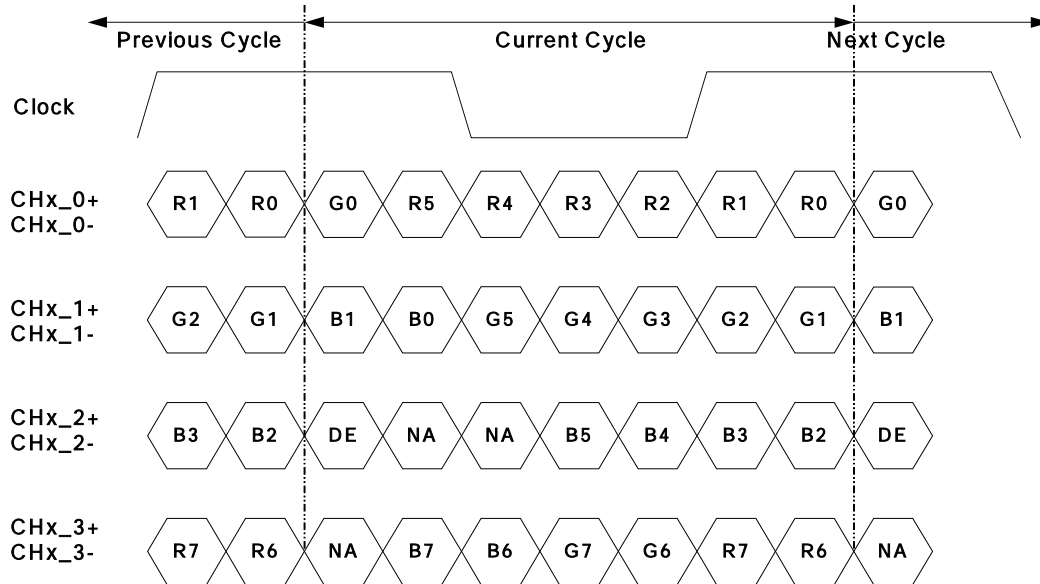 Previous Cycle Current Cycle Next Cycle
Clock
CHx_0+
CHx_0-
R1 R0 G0 R5 R4 R3 R2 R1 R0 G0
CHx_1+
CHx_1-
G2 G1 B1 B0 G5 G4 G3 G2 G1 B1
CHx_2+
CHx_2-
B3 B2 DE NA NA B5 B4 B3 B2 DE
CHx_3+
CHx_3-
R7 R6 NA B7 B6 G7 G6 R7 R6 NA